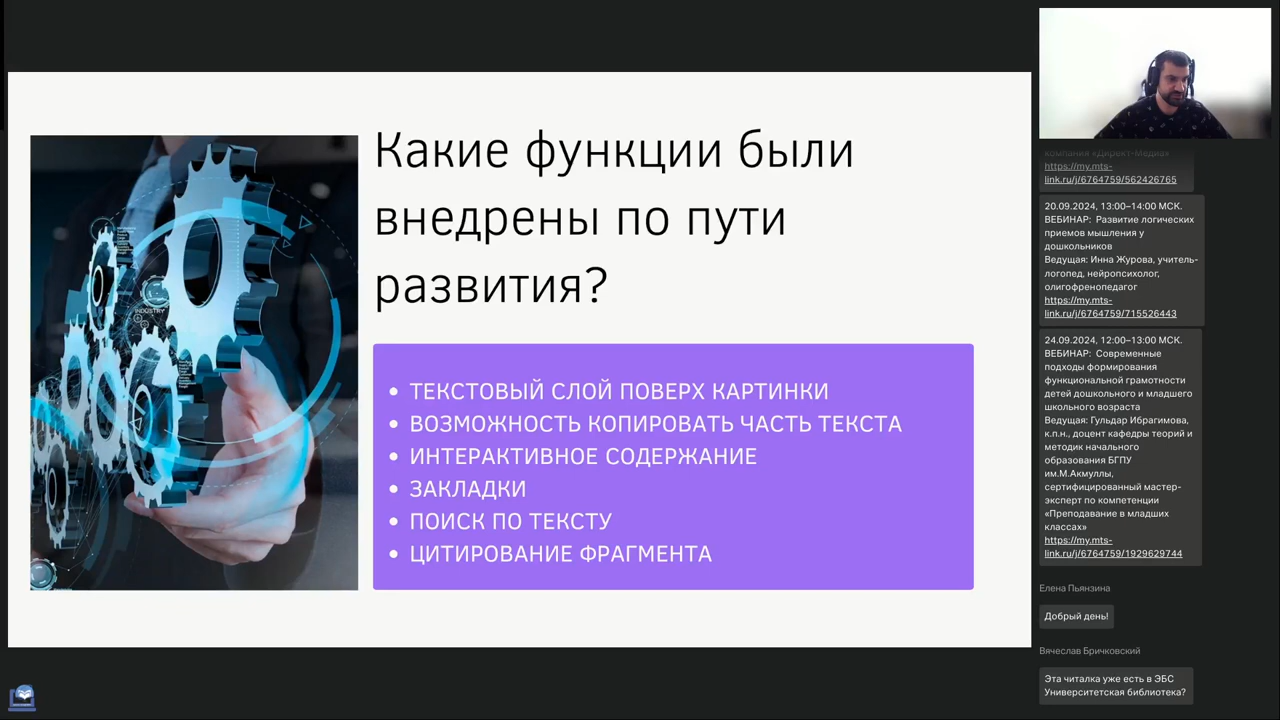 Какие функции были
внедрены по пути
развития?
• ТЕКСТОВЫЙ СЛОЙ ПОВЕРХ КАРТИНКИ
• ВОЗМОЖНОСТЬ КОПИРОВАТЬ ЧАСТЬ ТЕКСТА
• ИНТЕРАКТИВНОЕ СОДЕРЖАНИЕ
• ЗАКЛАДКИ
• ПОИСК ПО ТЕКСТУ
• ЦИТИРОВАНИЕ ФРАГМЕНТА
INDUSTRY
компания «Директ-Медиа»
https://my.mts-
link.ru/j/6764759/562426765
20.09.2024, 13:00–14:00 МСК.
ВЕБИНАР: Развитие логических
приемов мышления у
дошкольников
Ведущая: Инна Журова, учитель-
логопед, нейропсихолог,
олигофренопедагог
https://my.mts-
link.ru/j/6764759/715526443
24.09.2024, 12:00–13:00 МСК.
ВЕБИНАР: Современные
подходы формирования
функциональной грамотности
детей дошкольного и младшего
школьного возраста
Ведущая: Гульдар Ибрагимова,
к.п.н., доцент кафедры теорий и
методик начального
образования БГПУ
им.М.Акмуллы,
сертифицированный мастер-
эксперт по компетенции
«Преподавание в младших
классах»
https://my.mts-
link.ru/j/6764759/1929629744
Елена Пьянзина
Добрый день!
Вячеслав Бричковский
Эта читалка уже есть в ЭБС
Университетская библиотека?